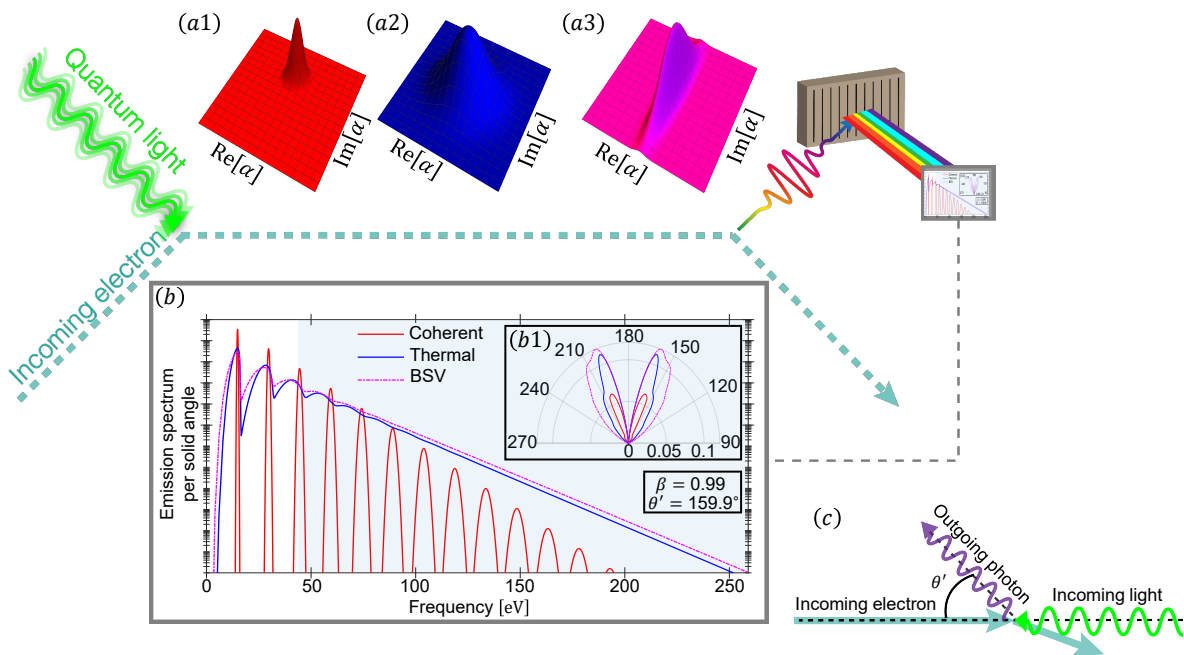 (a1)
(a2)
(a3)
Quantum light
Re[α]
Im[α]
Re[α]
Im[α]
Re[α]
Im[α]
Incoming electron
(b)
Coherent
Thermal
BSV
(b1)
180
210
150
240
120
270
90
0
0.05
0.1
β = 0.99
θ′ = 159.9°
Emission spectrum
per solid angle
0
50
100
150
200
250
Frequency [eV]
(c)
Outgoing photon
θ′
Incoming electron
Incoming light